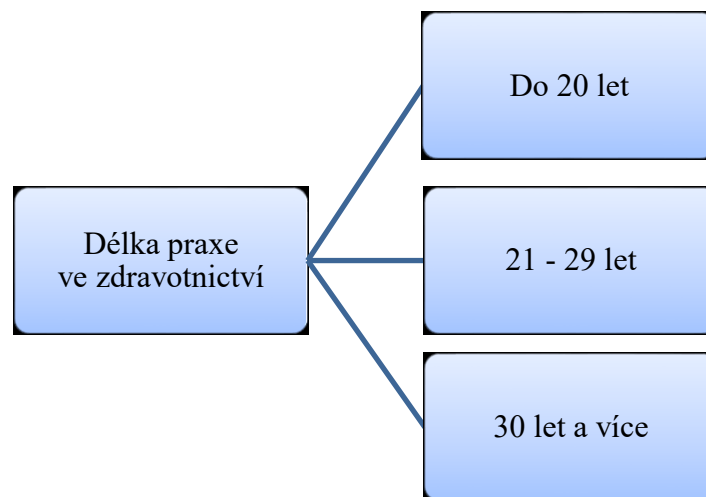 Do 20 let
Délka praxe
ve zdravotnictví
21 - 29 let
30 let a více